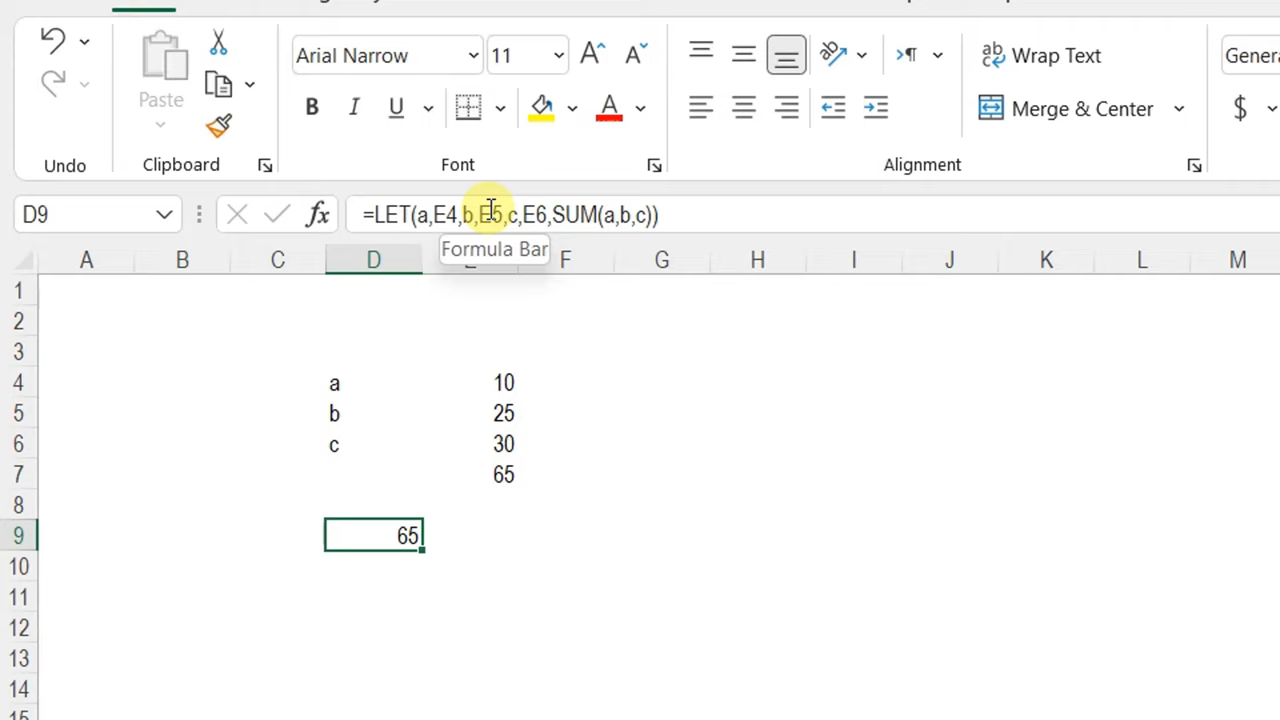 Arial Narrow 11 A A Wrap Text
Paste B I U A Merge & Center $
Undo Clipboard Font Alignment
D9 fx =LET(a,E4,b,E5,c,E6,SUM(a,b,c))
Formula Bar
A B C D F G H I J K L M
1
2
3
4 a 10
5 b 25
6 c 30
7 65
8
9 65
10
11
12
13
14